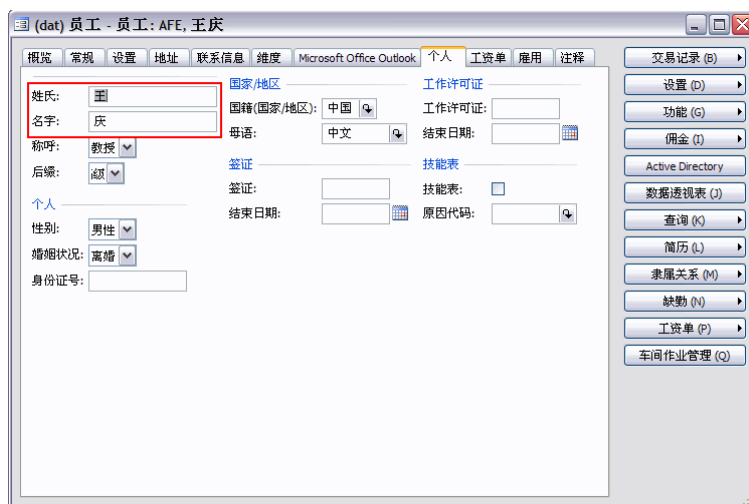 (dat) 员工 - 员工: AFE, 王庆
概览 常规 设置 地址 联系信息 维度 Microsoft Office Outlook 个人 工资单 雇用 注释
姓氏: 王
名字: 庆
称呼: 教授
后缀:
个人
性别: 男性
婚姻状况: 离婚
身份证号:
国家/地区
国籍(国家/地区): 中国
母语: 中文
签证
签证:
结束日期:
工作许可证
工作许可证:
结束日期:
技能表
技能表:
原因代码:
交易记录 (B)
设置 (D)
功能 (G)
佣金 (I)
Active Directory
数据透视表 (J)
查询 (K)
简历 (L)
隶属关系 (M)
缺勤 (N)
工资单 (P)
车间作业管理 (Q)